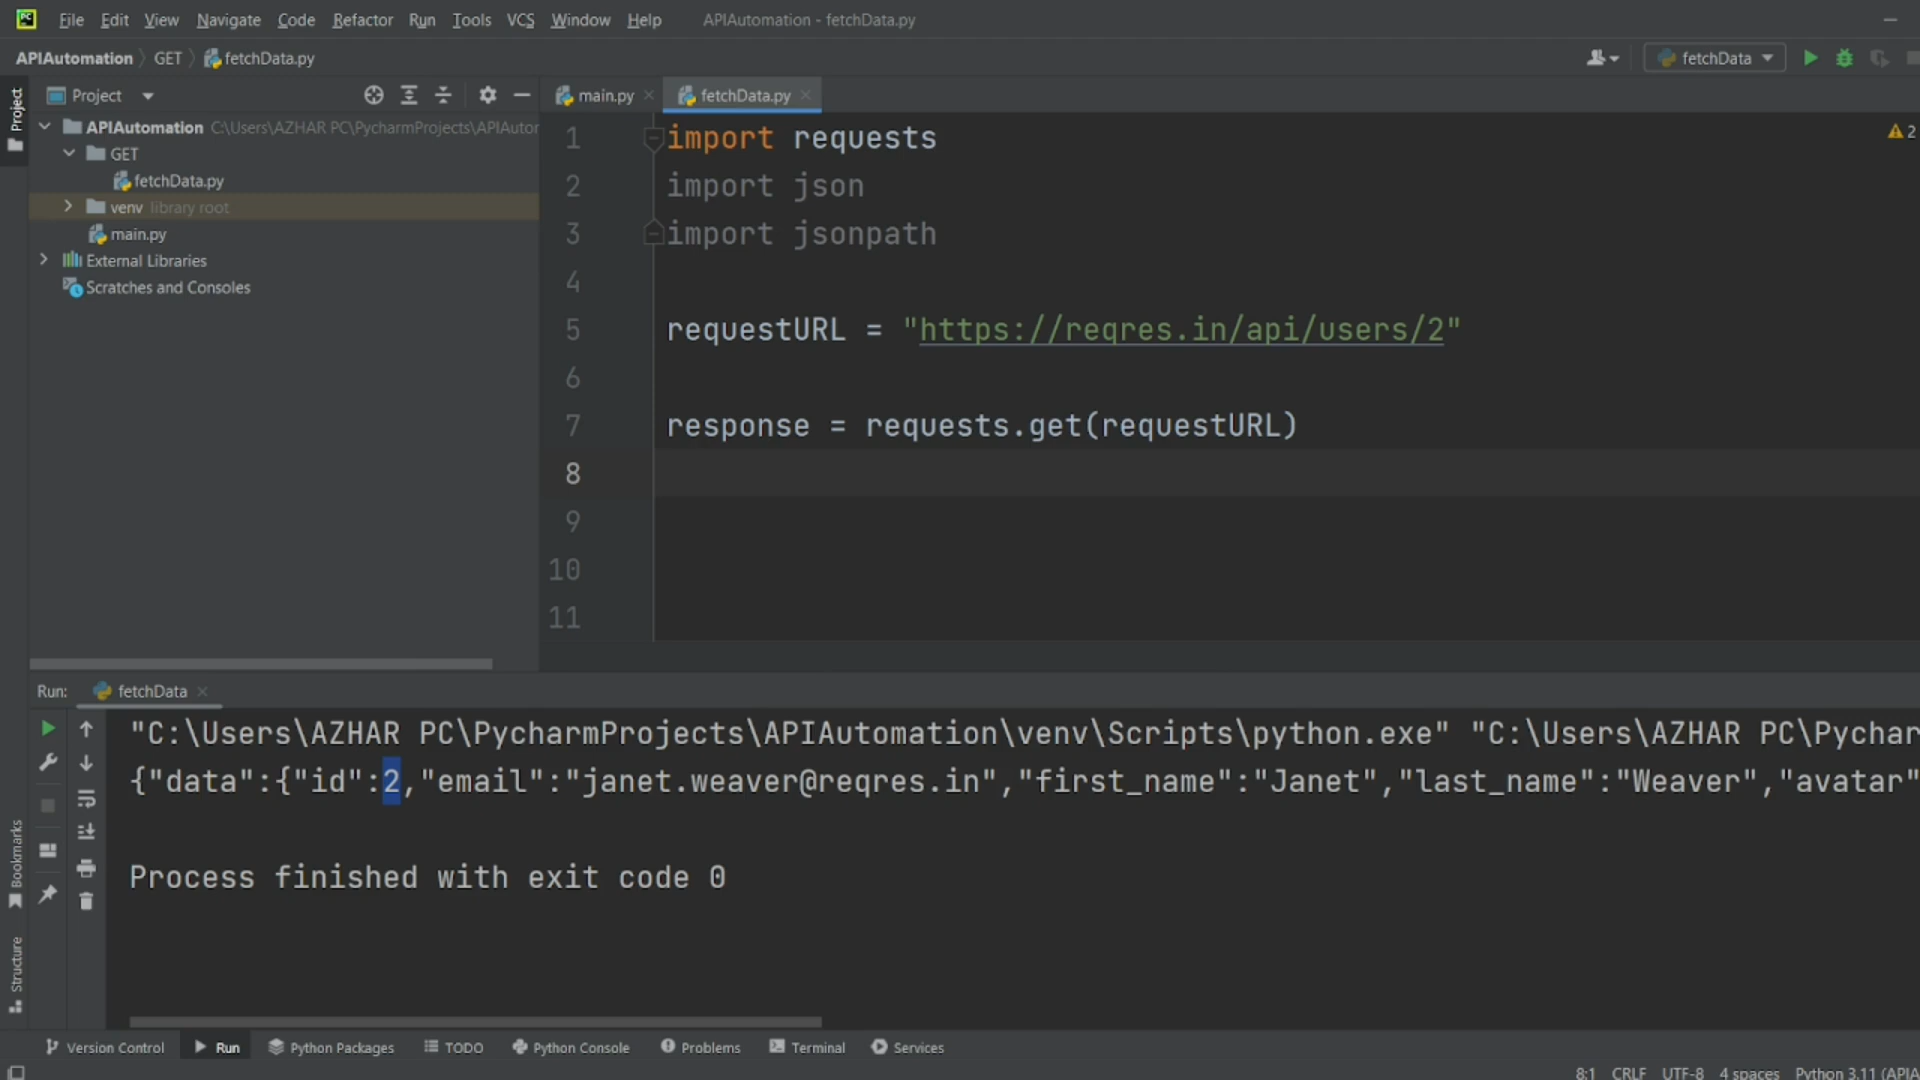 PC File Edit View Navigate Code Refactor Run Tools VCS Window Help APIAutomation - fetchData.py
APIAutomation GET fetchData.py fetchData
Project main.py fetchData.py
Project
APIAutomation C:\Users\AZHAR PC\PycharmProjects\APIAutor
GET
fetchData.py
venv library root
main.py
External Libraries
Scratches and Consoles
2
1 import requests
2 import json
3 import jsonpath
4
5 requestURL = "https://reqres.in/api/users/2"
6
7 response = requests.get(requestURL)
8
9
10
11
Run: fetchData
"C:\Users\AZHAR PC\PycharmProjects\APIAutomation\venv\Scripts\python.exe" "C:\Users\AZHAR PC\Pychar
{"data":{"id":2,"email":"janet.weaver@reqres.in","first_name":"Janet","last_name":"Weaver","avatar"
Process finished with exit code 0
Bookmarks
Structure
Version Control Run Python Packages TODO Python Console Problems Terminal Services
8:1 CRLF UTF-8 4 spaces Python 3.11 (APIA